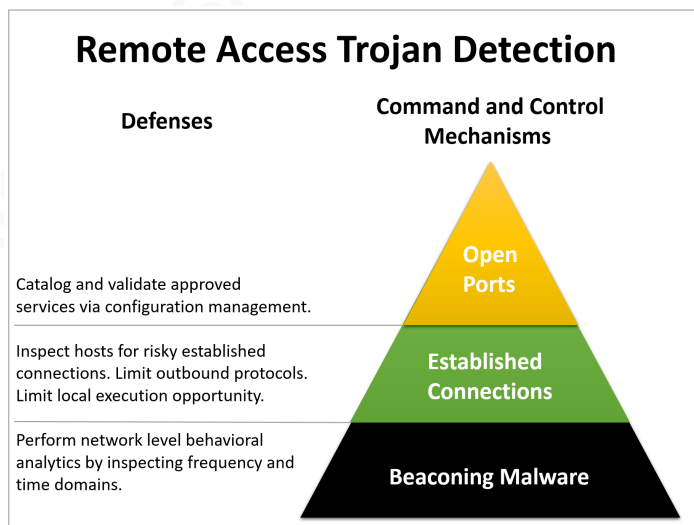 Remote Access Trojan Detection
Defenses
Command and Control
Mechanisms
Open
Ports
Catalog and validate approved
services via configuration management.
Inspect hosts for risky established
connections. Limit outbound protocols.
Limit local execution opportunity.
Established
Connections
Perform network level behavioral
analytics by inspecting frequency and
time domains.
Beaconing Malware